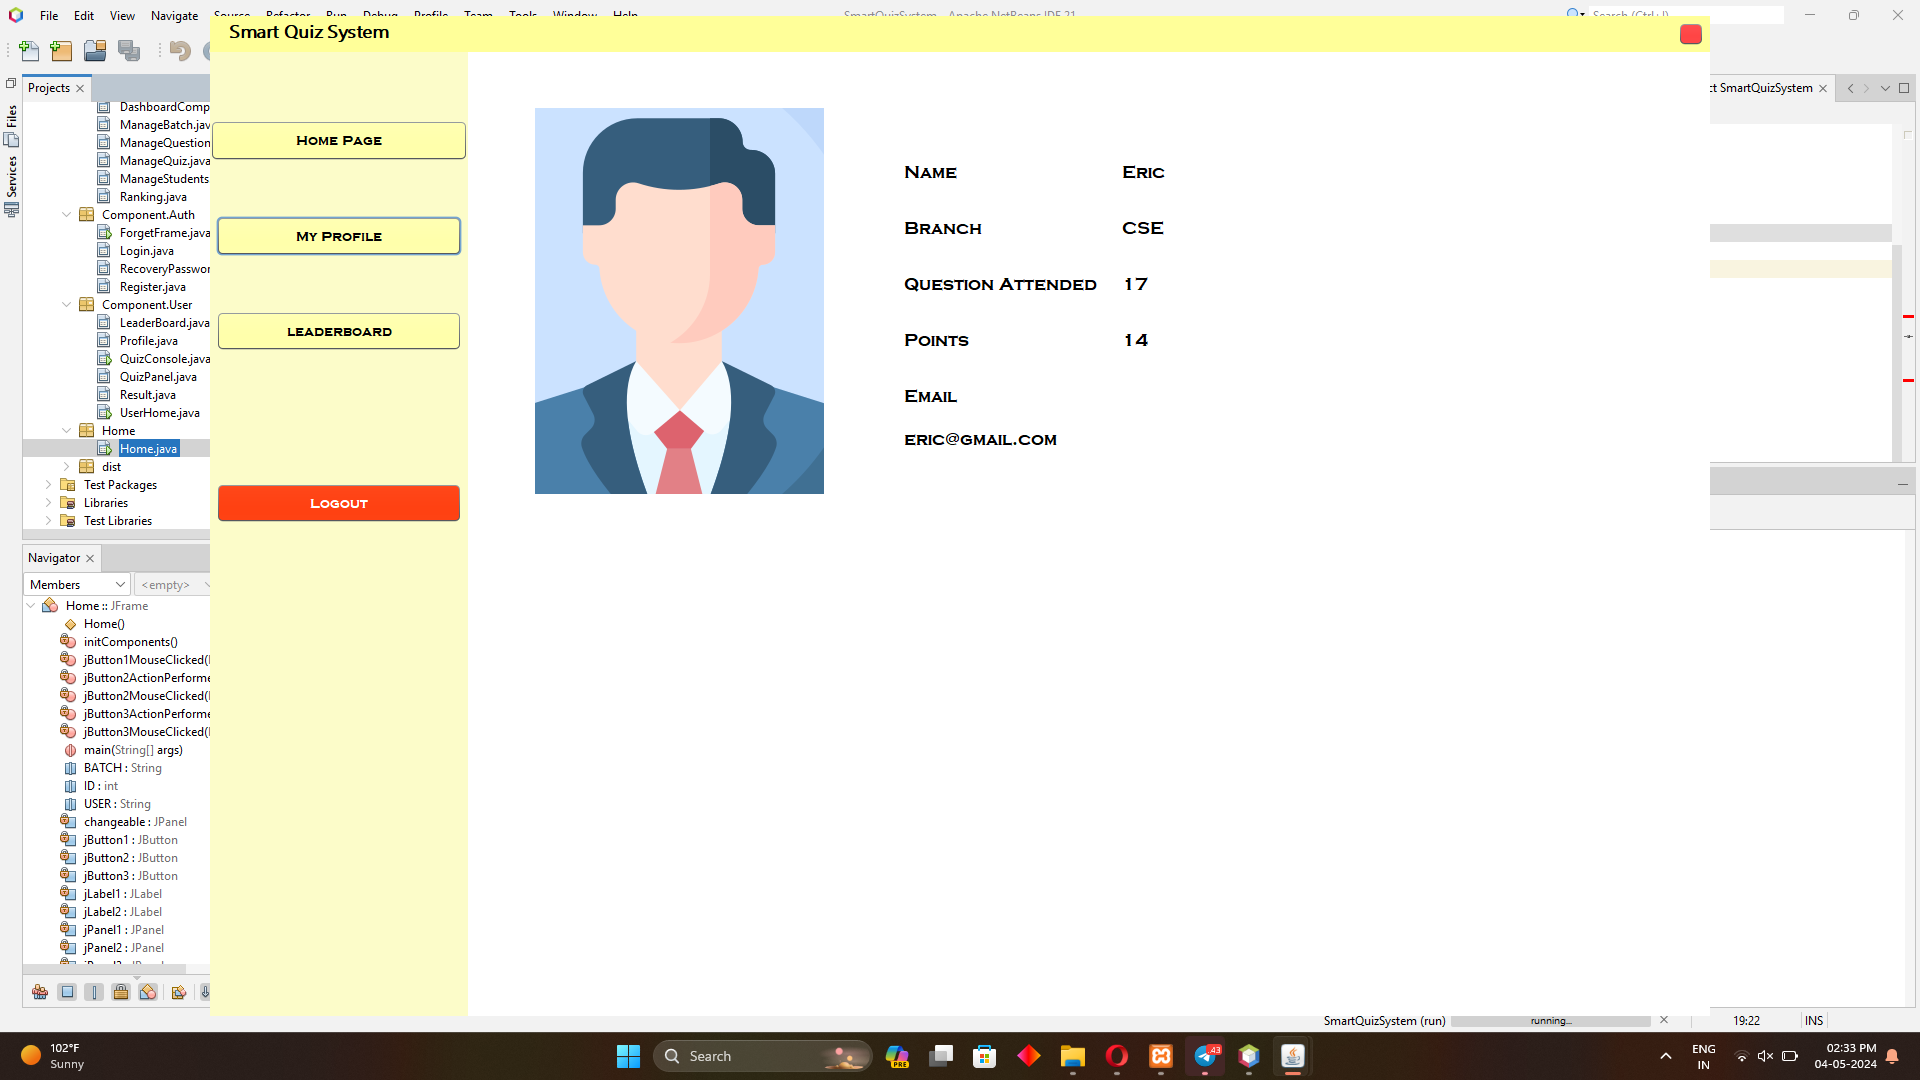 File Edit View Navigate Source Refactor Run Debug Profile Team Tools Window Help
SmartQuizSystem - Apache NetBeans IDE 21
Search (Ctrl+I)
Smart Quiz System
Projects
Files
Services
DashboardComp
ManageBatch.jav
ManageQuestion
ManageQuiz.java
ManageStudents
Ranking.java
Component.Auth
ForgetFrame.java
Login.java
RecoveryPasswor
Register.java
Component.User
LeaderBoard.java
Profile.java
QuizConsole.java
QuizPanel.java
Result.java
UserHome.java
Home
Home.java
dist
Test Packages
Libraries
Test Libraries
Navigator
Members
<empty>
Home :: JFrame
Home()
initComponents()
jButton1MouseClicked(
jButton2ActionPerforme
jButton2MouseClicked(
jButton3ActionPerforme
jButton3MouseClicked(
main(String[] args)
BATCH : String
ID : int
USER : String
changeable : JPanel
jButton1 : JButton
jButton2 : JButton
jButton3 : JButton
jLabel1 : JLabel
jLabel2 : JLabel
jPanel1 : JPanel
jPanel2 : JPanel
Home Page
My Profile
leaderboard
Logout
Name Eric
Branch CSE
Question Attended 17
Points 14
Email
eric@gmail.com
ct SmartQuizSystem
SmartQuizSystem (run) running... 19:22 INS
102°F
Sunny
Search
PRE
43
ENG
IN
02:33 PM
04-05-2024